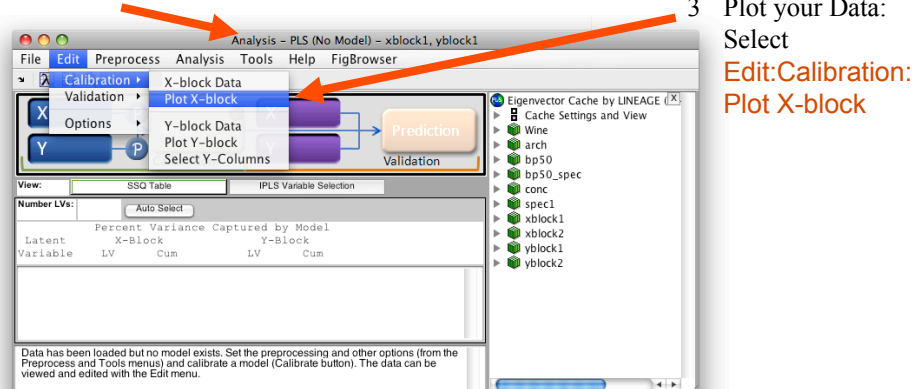 3 Plot your Data:
Select
Edit:Calibration:
Plot X-block
Analysis – PLS (No Model) – xblock1, yblock1
File Edit Preprocess Analysis Tools Help FigBrowser
Calibration
Validation
Options
X-block Data
Plot X-block
Y-block Data
Plot Y-block
Select Y-Columns
X
Y
P
Prediction
Validation
View: SSQ Table IPLS Variable Selection
Number LVs: Auto Select
Percent Variance Captured by Model
Latent X-Block Y-Block
Variable LV Cum LV Cum
Data has been loaded but no model exists. Set the preprocessing and other options (from the
Preprocess and Tools menus) and calibrate a model (Calibrate button). The data can be
viewed and edited with the Edit menu.
Eigenvector Cache by LINEAGE (
X
Cache Settings and View
Wine
arch
bp50
bp50_spec
conc
spec1
xblock1
xblock2
yblock1
yblock2